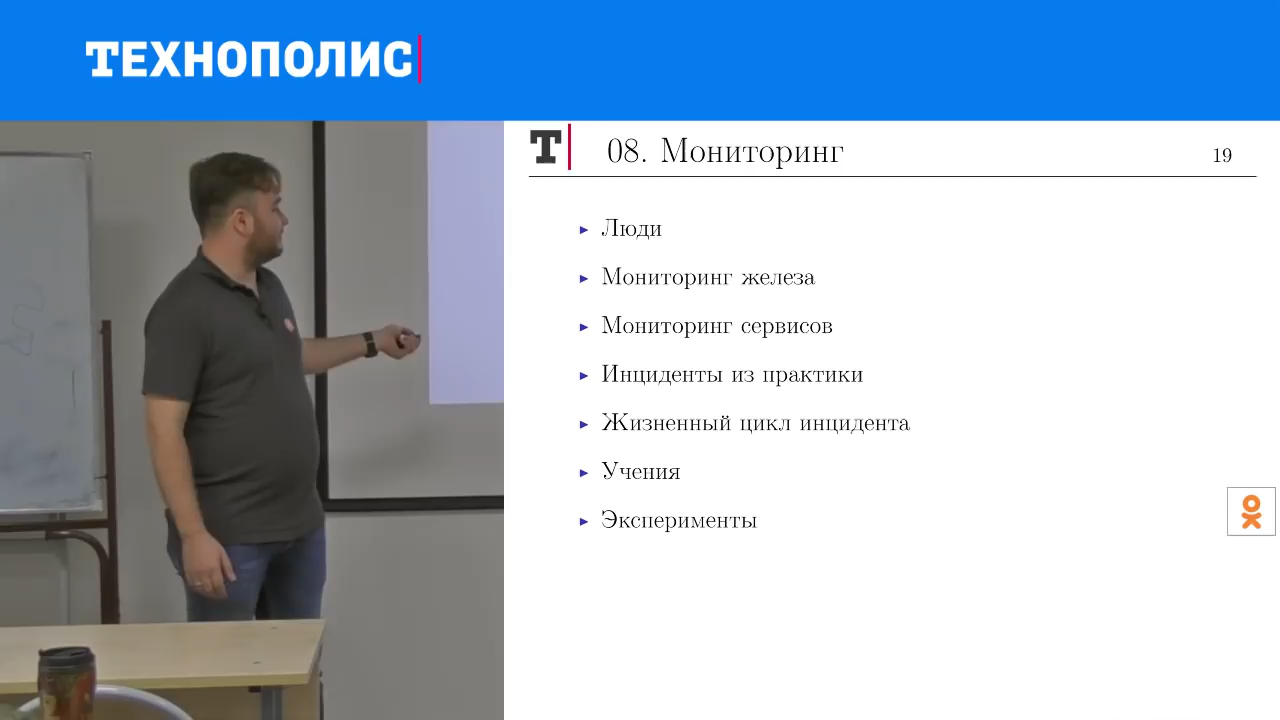 ТЕХНОПОЛИС
Т
08. Мониторинг
19
Люди
Мониторинг железа
Мониторинг сервисов
Инциденты из практики
Жизненный цикл инцидента
Учения
Эксперименты